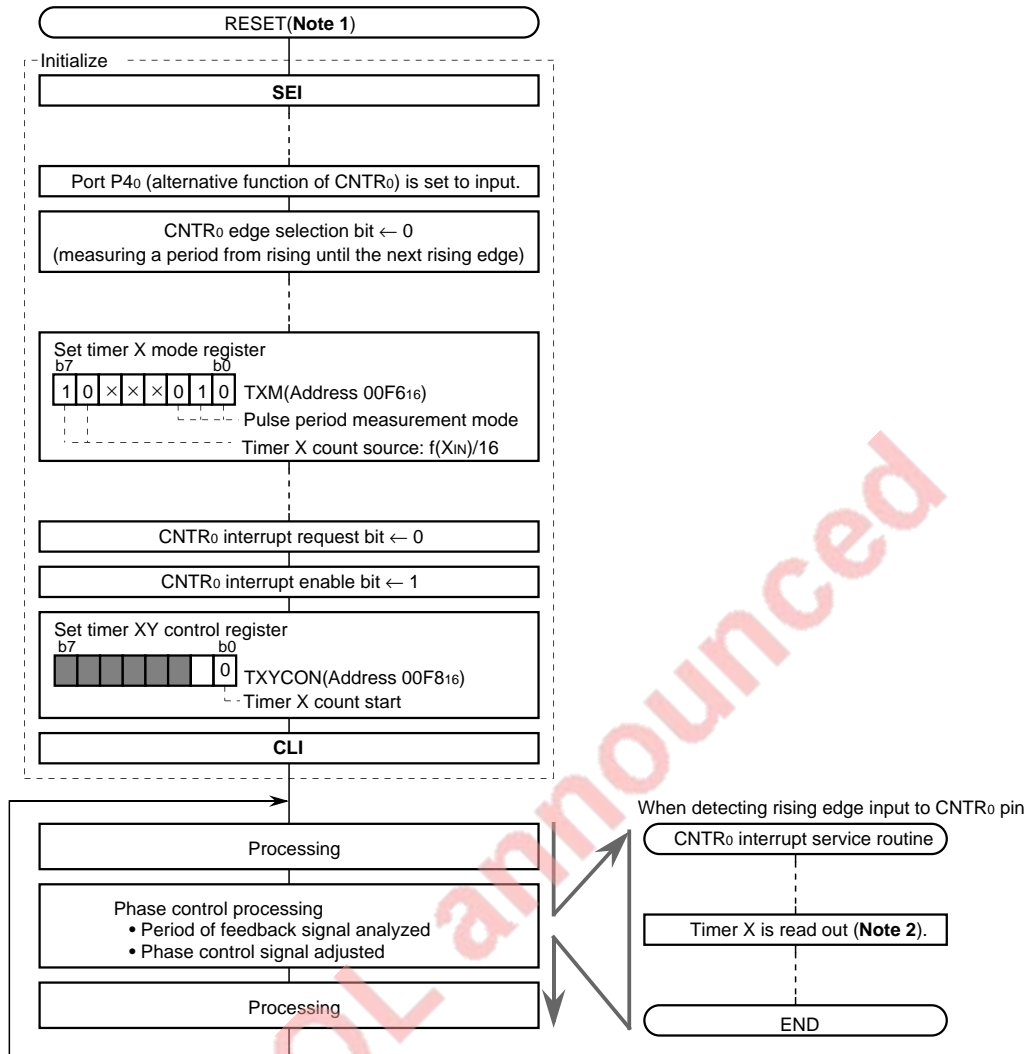 RESET(Note 1)
Initialize
SEI
Port P40 (alternative function of CNTR0) is set to input.
CNTR0 edge selection bit ← 0
(measuring a period from rising until the next rising edge)
Set timer X mode register
b7 b0
1 0 × × × 0 1 0 TXM(Address 00F616)
Pulse period measurement mode
Timer X count source: f(XIN)/16
CNTR0 interrupt request bit ← 0
CNTR0 interrupt enable bit ← 1
Set timer XY control register
b7 b0
0 TXYCON(Address 00F816)
Timer X count start
CLI
Processing
Phase control processing
• Period of feedback signal analyzed
• Phase control signal adjusted
Processing
When detecting rising edge input to CNTR0 pin
CNTR0 interrupt service routine
Timer X is read out (Note 2).
END
OL announced